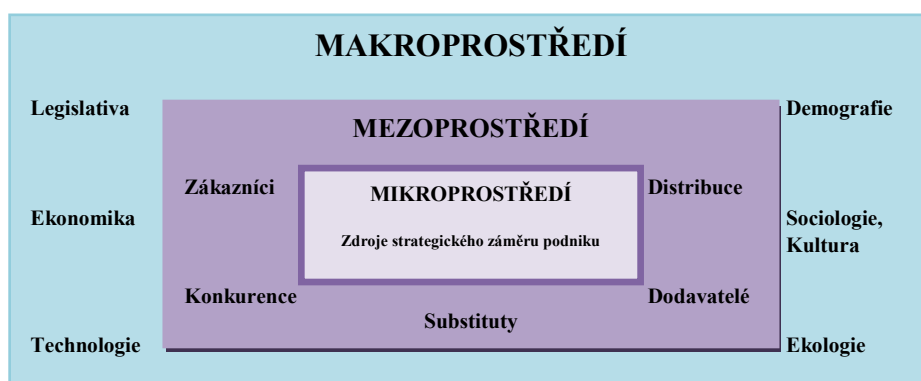 MAKROPROSTŘEDÍ
Legislativa
Demografie
MEZOPROSTŘEDÍ
Zákazníci
Distribuce
MIKROPROSTŘEDÍ
Ekonomika
Sociologie,
Kultura
Zdroje strategického záměru podniku
Konkurence
Dodavatelé
Substituty
Technologie
Ekologie